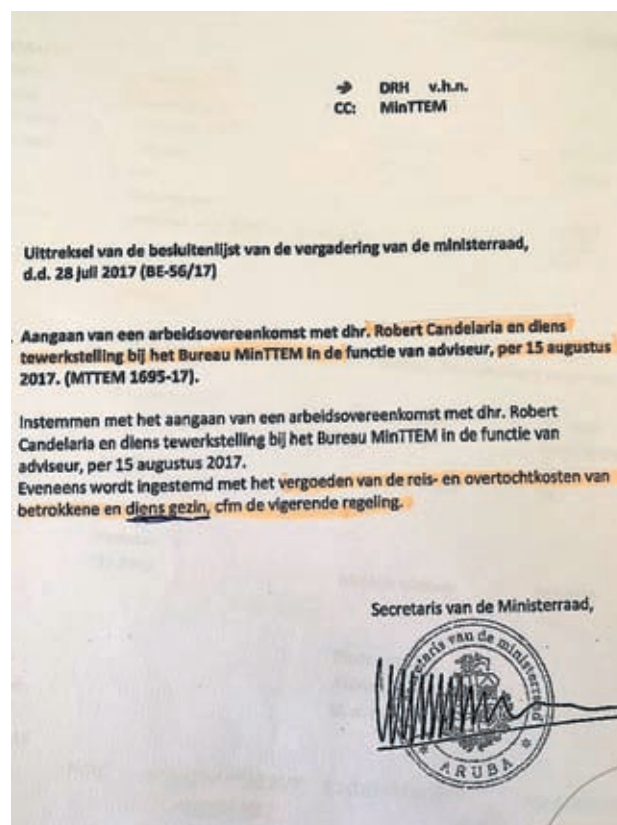 ➔ DRH v.h.n.
CC: MinTTEM
Uittreksel van de besluitenlijst van de vergadering van de ministerraad,
d.d. 28 juli 2017 (BE-56/17)
Aangaan van een arbeidsovereenkomst met dhr. Robert Candelaria en diens
tewerkstelling bij het Bureau MinTTEM in de functie van adviseur, per 15 augustus
2017. (MTTEM 1695-17).
Instemmen met het aangaan van een arbeidsovereenkomst met dhr. Robert
Candelaria en diens tewerkstelling bij het Bureau MinTTEM in de functie van
adviseur, per 15 augustus 2017.
Eveneens wordt ingestemd met het vergoeden van de reis- en overtochtkosten van
betrokkene en diens gezin, cfm de vigerende regeling.
Secretaris van de Ministerraad,
van de ministerraad
ARUBA